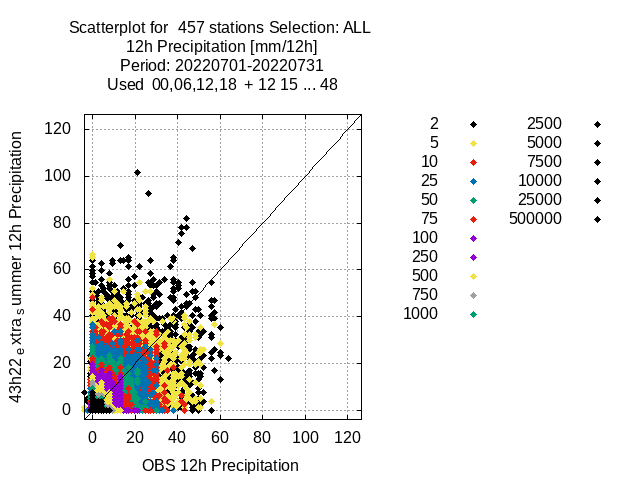 Scatterplot for  457 stations Selection: ALL
12h Precipitation [mm/12h]
Period: 20220701-20220731
Used  00,06,12,18  + 12 15 ... 48
43h22_extra_summer 12h Precipitation
120
100
80
60
40
20
0
0 20 40 60 80 100 120
OBS 12h Precipitation
2 2500
5 5000
10 7500
25 10000
50 25000
75 500000
100
250
500
750
1000